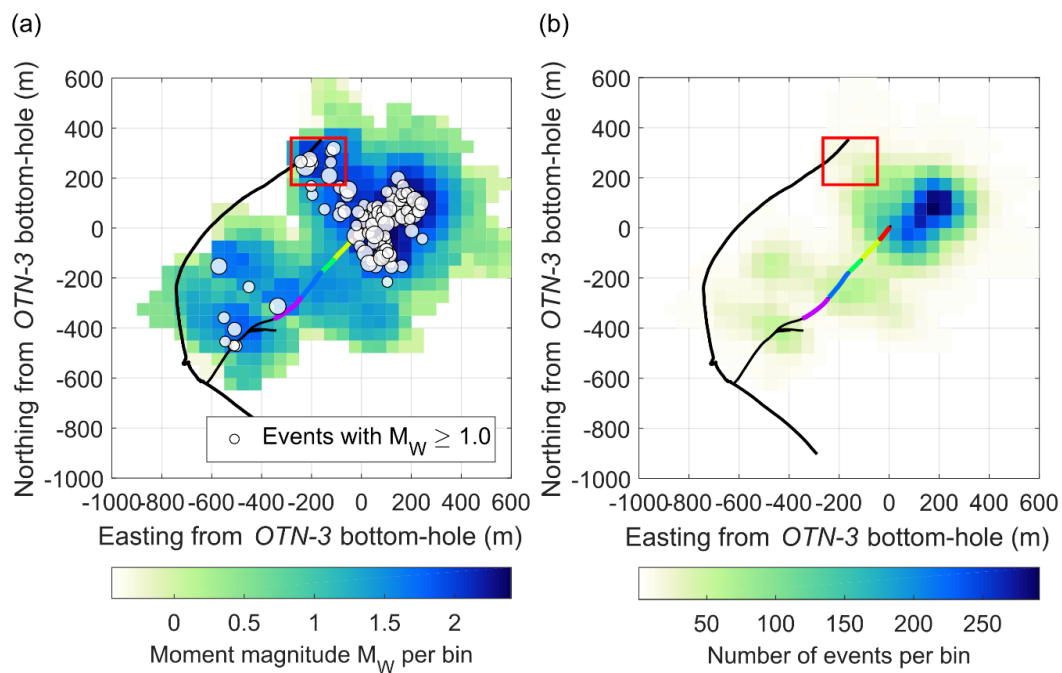 (a)
(b)
Northing from OTN-3 bottom-hole (m)
600
400
200
0
-200
-400
-600
-800
-1000
Events with M_W ≥ 1.0
-1000 -800 -600 -400 -200 0 200 400 600
Easting from OTN-3 bottom-hole (m)
0 0.5 1 1.5 2
Moment magnitude M_W per bin
Northing from OTN-3 bottom-hole (m)
600
400
200
0
-200
-400
-600
-800
-1000
-1000 -800 -600 -400 -200 0 200 400 600
Easting from OTN-3 bottom-hole (m)
50 100 150 200 250
Number of events per bin